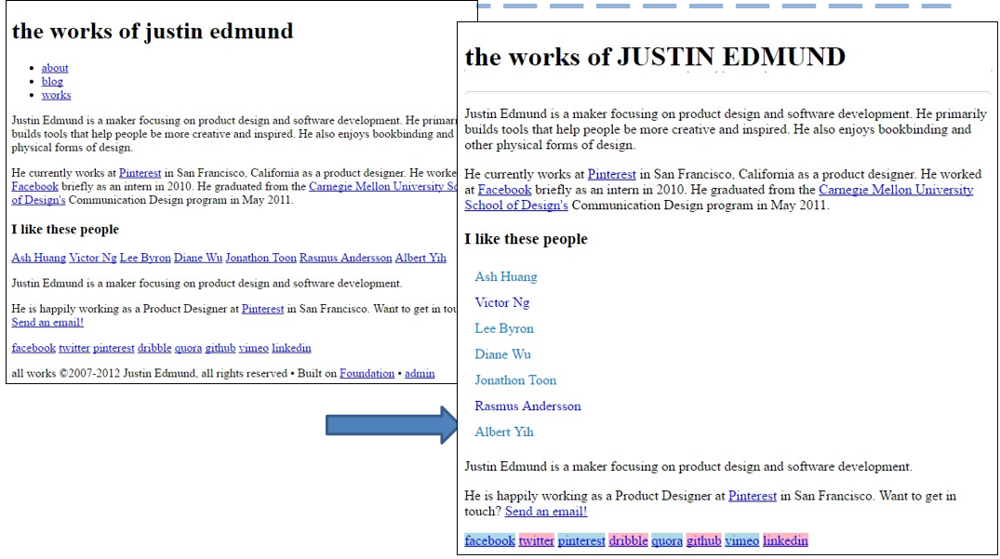 the works of justin edmund
about
blog
works
Justin Edmund is a maker focusing on product design and software development. He
builds tools that help people be more creative and inspired. He also enjoys bookbinding and
physical forms of design.
He currently works at Pinterest in San Francisco, California as a product designer. He worked
Facebook briefly as an intern in 2010. He graduated from the Carnegie Mellon University
of Design's Communication Design program in May 2011.
I like these people
Ash Huang Victor Ng Lee Byron Diane Wu Jonathon Toon Rasmus Andersson Albert Yih
Justin Edmund is a maker focusing on product design and software development.
He is happily working as a Product Designer at Pinterest in San Francisco. Want to get in
Send an email!
facebook twitter pinterest dribble quora github vimeo linkedin
all works ©2007-2012 Justin Edmund, all rights reserved • Built on Foundation • admin
the works of JUSTIN EDMUND
Justin Edmund is a maker focusing on product design and software development. He primarily
builds tools that help people be more creative and inspired. He also enjoys bookbinding and
other physical forms of design.
He currently works at Pinterest in San Francisco, California as a product designer. He worked
at Facebook briefly as an intern in 2010. He graduated from the Carnegie Mellon University
School of Design's Communication Design program in May 2011.
I like these people
Ash Huang
Victor Ng
Lee Byron
Diane Wu
Jonathon Toon
Rasmus Andersson
Albert Yih
Justin Edmund is a maker focusing on product design and software development.
He is happily working as a Product Designer at Pinterest in San Francisco. Want to get in
touch? Send an email!
facebook twitter pinterest dribble quora github vimeo linkedin